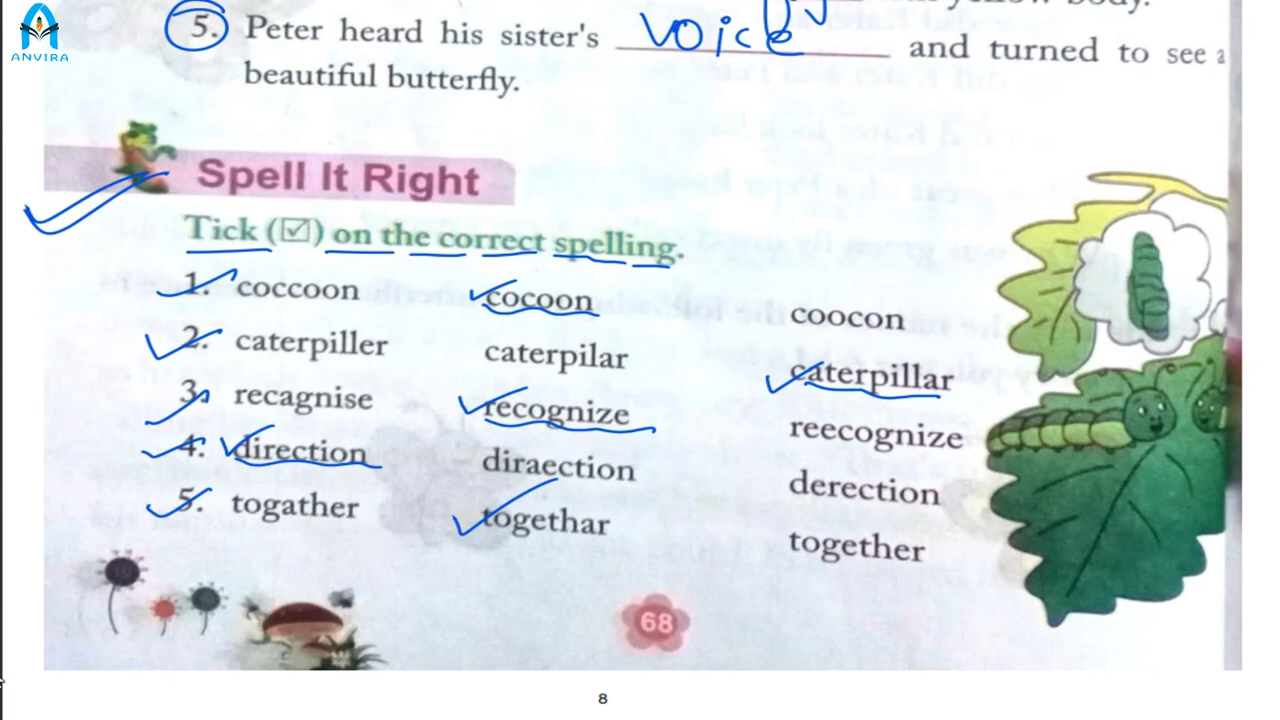 ANVIRA
body.
5. Peter heard his sister's voice and turned to see a
beautiful butterfly.
Spell It Right
Tick (☑) on the correct spelling.
1. coccoon cocoon coocon
2. caterpiller caterpilar caterpillar
3. recagnise recognize reecognize
4. direction diraection derection
5. togather togethar together
68
8